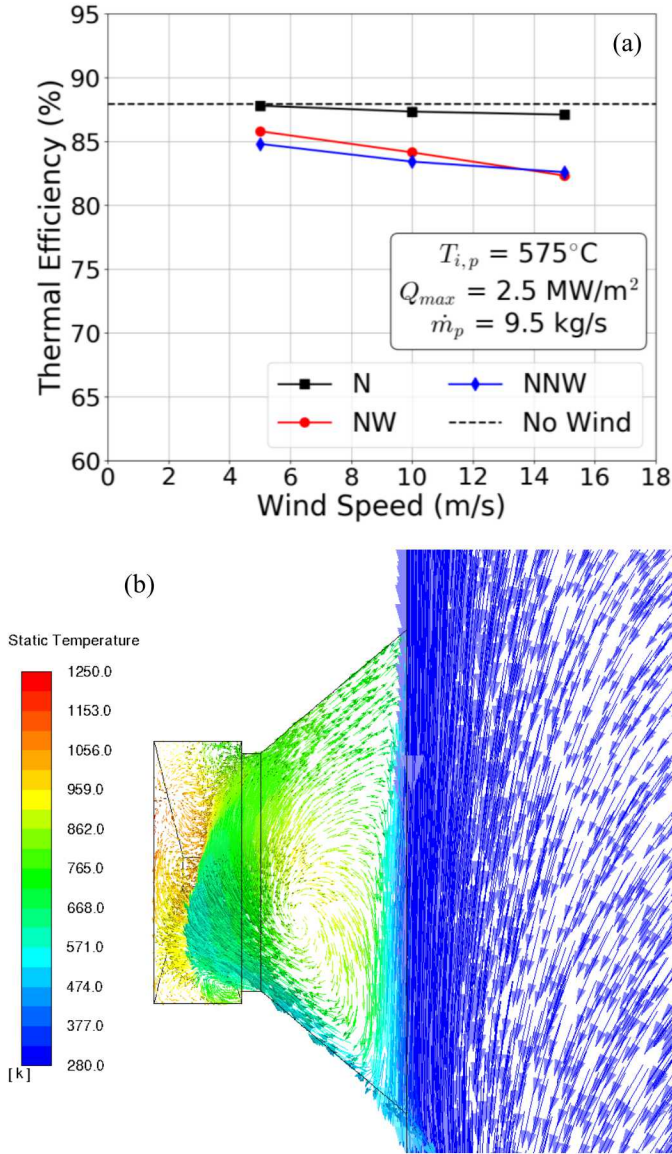 95
(a)
90
85
80
75
70
65
60
Thermal Efficiency (%)
T_{i,p} = 575°C
Q_{max} = 2.5 MW/m²
ṁ_p = 9.5 kg/s
N NNW
NW No Wind
0 2 4 6 8 10 12 14 16 18
Wind Speed (m/s)
(b)
Static Temperature
1250.0
1153.0
1056.0
959.0
862.0
765.0
668.0
571.0
474.0
377.0
280.0
[k]